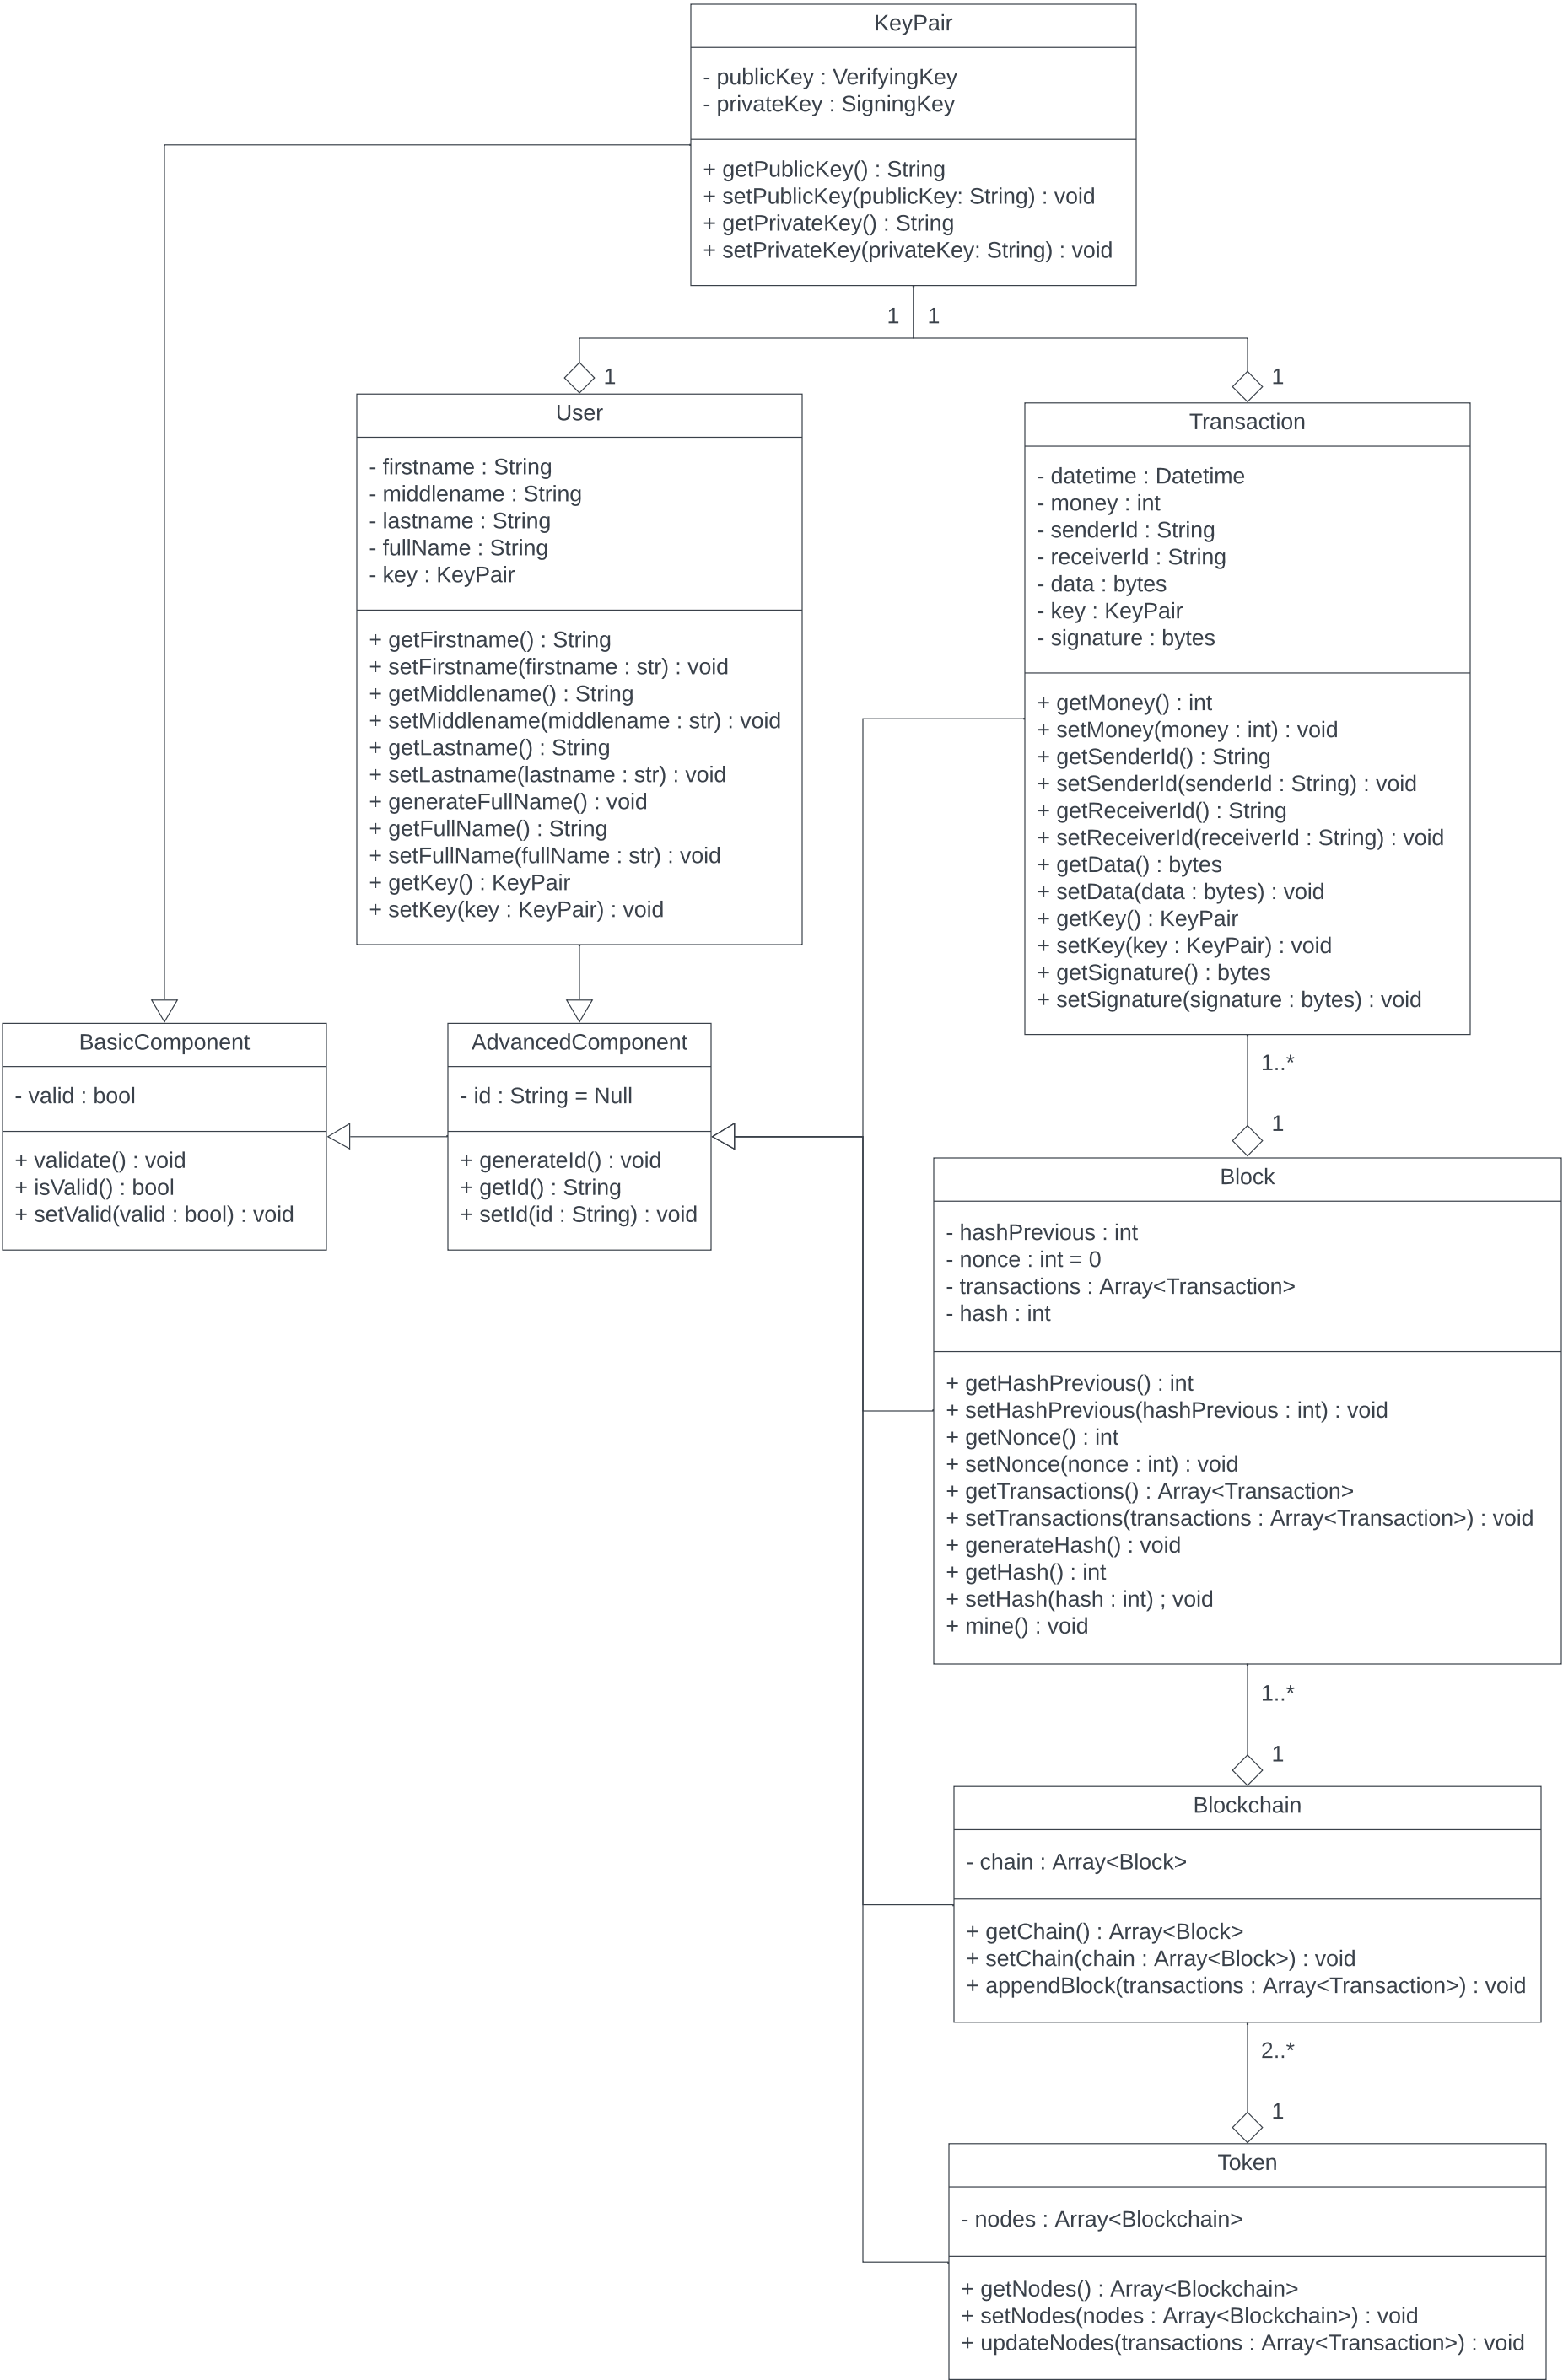 KeyPair
- publicKey : VerifyingKey
- privateKey : SigningKey
+ getPublicKey() : String
+ setPublicKey(publicKey: String) : void
+ getPrivateKey() : String
+ setPrivateKey(privateKey: String) : void
1
1
1
1
User
- firstname : String
- middlename : String
- lastname : String
- fullName : String
- key : KeyPair
+ getFirstname() : String
+ setFirstname(firstname : str) : void
+ getMiddlename() : String
+ setMiddlename(middlename : str) : void
+ getLastname() : String
+ setLastname(lastname : str) : void
+ generateFullName() : void
+ getFullName() : String
+ setFullName(fullName : str) : void
+ getKey() : KeyPair
+ setKey(key : KeyPair) : void
Transaction
- datetime : Datetime
- money : int
- senderId : String
- receiverId : String
- data : bytes
- key : KeyPair
- signature : bytes
+ getMoney() : int
+ setMoney(money : int) : void
+ getSenderId() : String
+ setSenderId(senderId : String) : void
+ getReceiverId() : String
+ setReceiverId(receiverId : String) : void
+ getData() : bytes
+ setData(data : bytes) : void
+ getKey() : KeyPair
+ setKey(key : KeyPair) : void
+ getSignature() : bytes
+ setSignature(signature : bytes) : void
BasicComponent
- valid : bool
+ validate() : void
+ isValid() : bool
+ setValid(valid : bool) : void
AdvancedComponent
- id : String = Null
+ generateId() : void
+ getId() : String
+ setId(id : String) : void
1..*
1
Block
- hashPrevious : int
- nonce : int = 0
- transactions : Array<Transaction>
- hash : int
+ getHashPrevious() : int
+ setHashPrevious(hashPrevious : int) : void
+ getNonce() : int
+ setNonce(nonce : int) : void
+ getTransactions() : Array<Transaction>
+ setTransactions(transactions : Array<Transaction>) : void
+ generateHash() : void
+ getHash() : int
+ setHash(hash : int) ; void
+ mine() : void
1..*
1
Blockchain
- chain : Array<Block>
+ getChain() : Array<Block>
+ setChain(chain : Array<Block>) : void
+ appendBlock(transactions : Array<Transaction>) : void
2..*
1
Token
- nodes : Array<Blockchain>
+ getNodes() : Array<Blockchain>
+ setNodes(nodes : Array<Blockchain>) : void
+ updateNodes(transactions : Array<Transaction>) : void